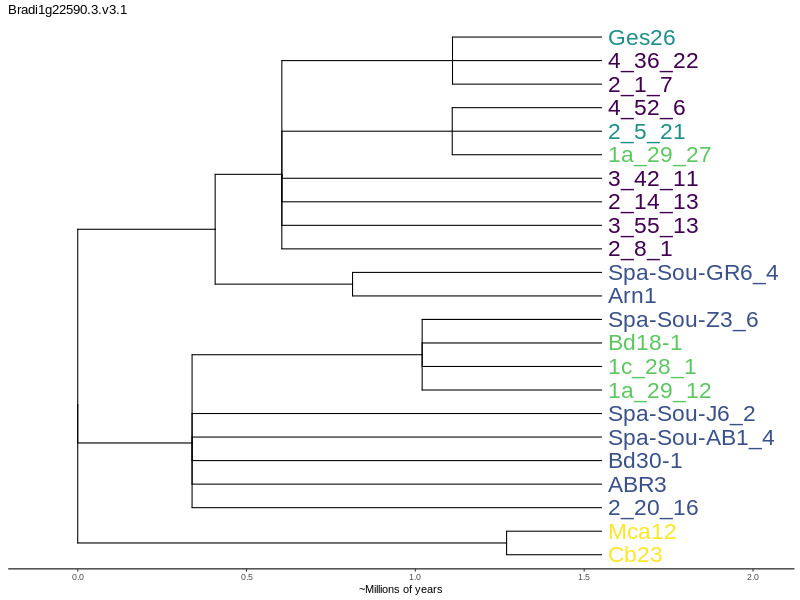 Bradi1g22590.3.v3.1
Ges26
4_36_22
2_1_7
4_52_6
2_5_21
1a_29_27
3_42_11
2_14_13
3_55_13
2_8_1
Spa-Sou-GR6_4
Arn1
Spa-Sou-Z3_6
Bd18-1
1c_28_1
1a_29_12
Spa-Sou-J6_2
Spa-Sou-AB1_4
Bd30-1
ABR3
2_20_16
Mca12
Cb23
0.0 0.5 1.0 1.5 2.0
~Millions of years